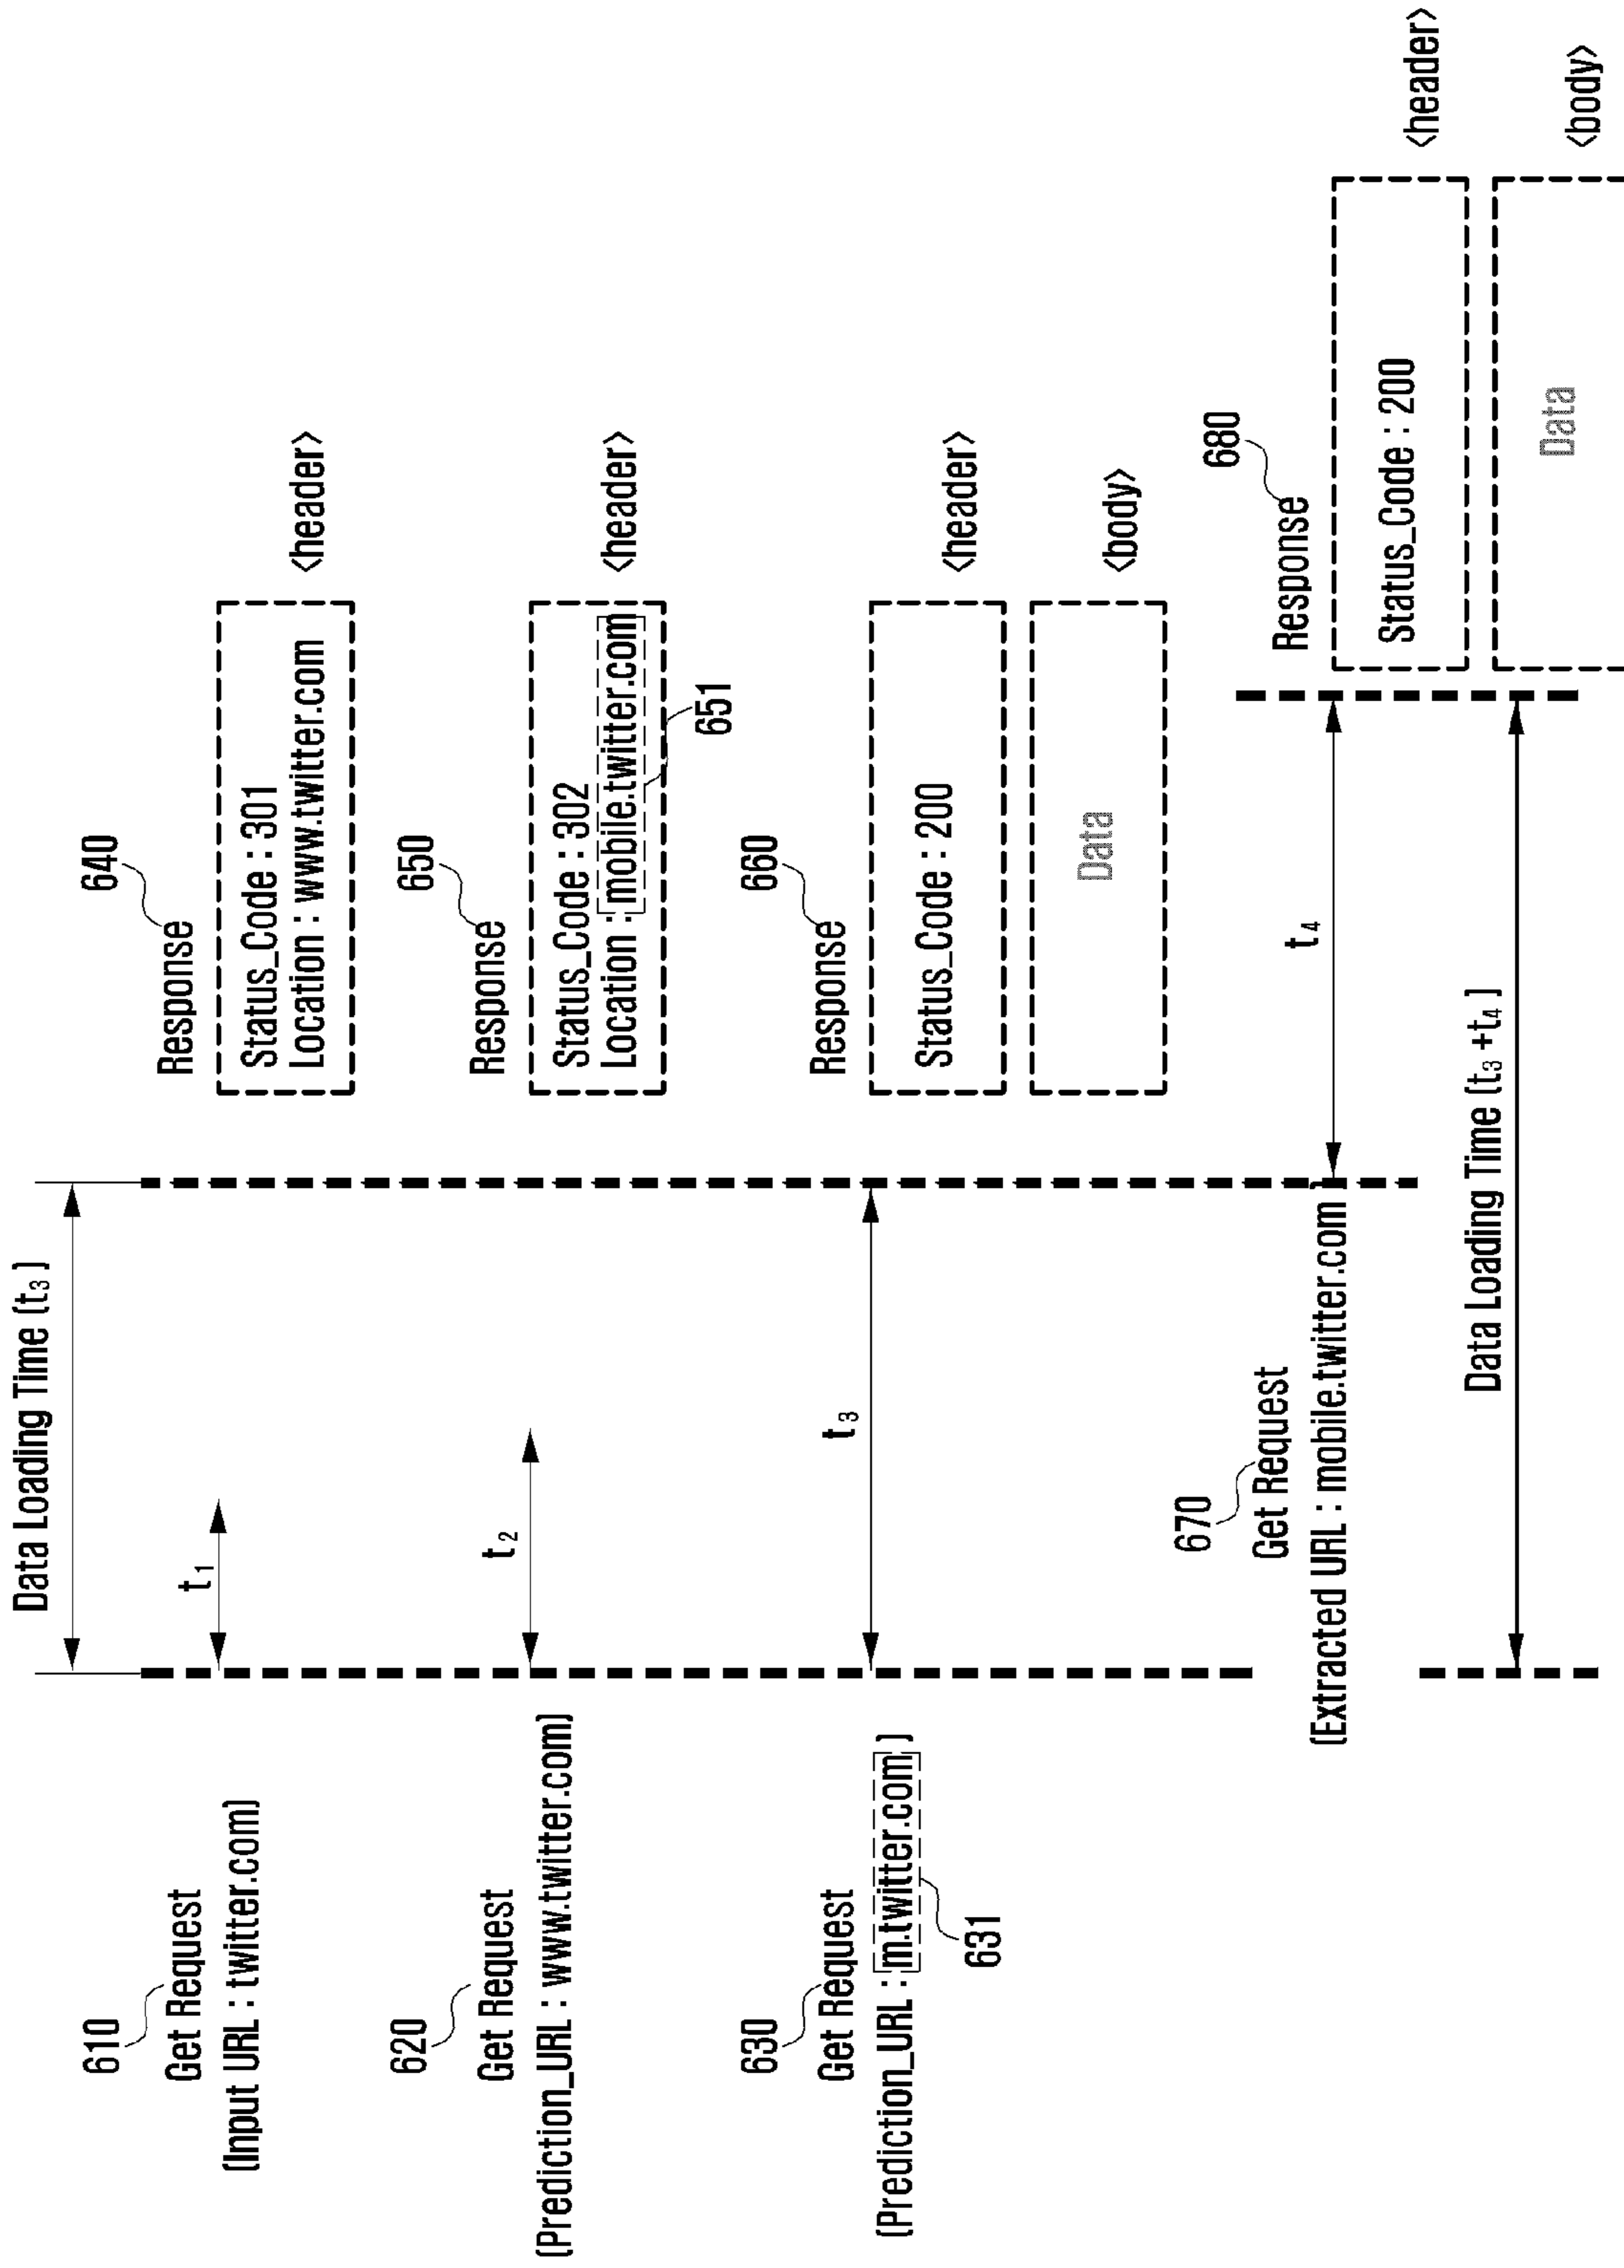 Data Loading Time (t₃)
610
Get Request
(Input URL : twitter.com)
t₁
640
Response
Status_Code : 301
Location : www.twitter.com
<header>
620
Get Request
(Prediction_URL : www.twitter.com)
t₂
650
Response
Status_Code : 302
Location : mobile.twitter.com
<header>
651
630
Get Request
(Prediction_URL : m.twitter.com)
631
t₃
660
Response
Status_Code : 200
<header>
Data
<body>
670
Get Request
(Extracted URL : mobile.twitter.com)
t₄
680
Response
Status_Code : 200
<header>
Data Loading Time (t₃ +t₄ )
Data
<body>